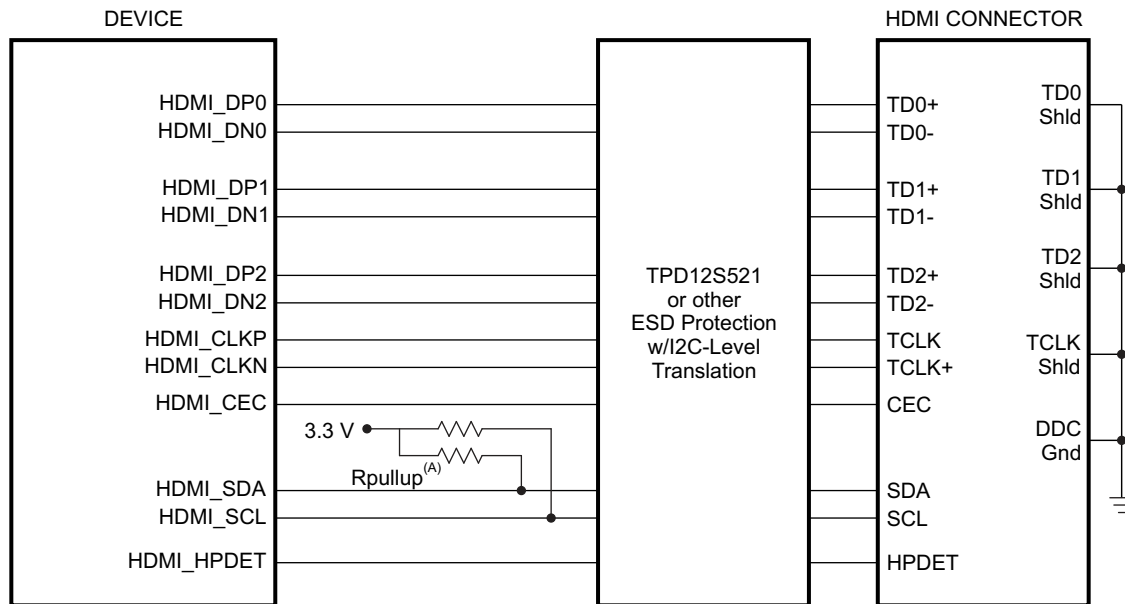 DEVICE
HDMI CONNECTOR
HDMI_DP0
HDMI_DN0
HDMI_DP1
HDMI_DN1
HDMI_DP2
HDMI_DN2
HDMI_CLKP
HDMI_CLKN
HDMI_CEC
3.3 V
Rpullup(A)
HDMI_SDA
HDMI_SCL
HDMI_HPDET
TPD12S521
or other
ESD Protection
w/I2C-Level
Translation
TD0+
TD0-
TD1+
TD1-
TD2+
TD2-
TCLK
TCLK+
CEC
SDA
SCL
HPDET
TD0
Shld
TD1
Shld
TD2
Shld
TCLK
Shld
DDC
Gnd